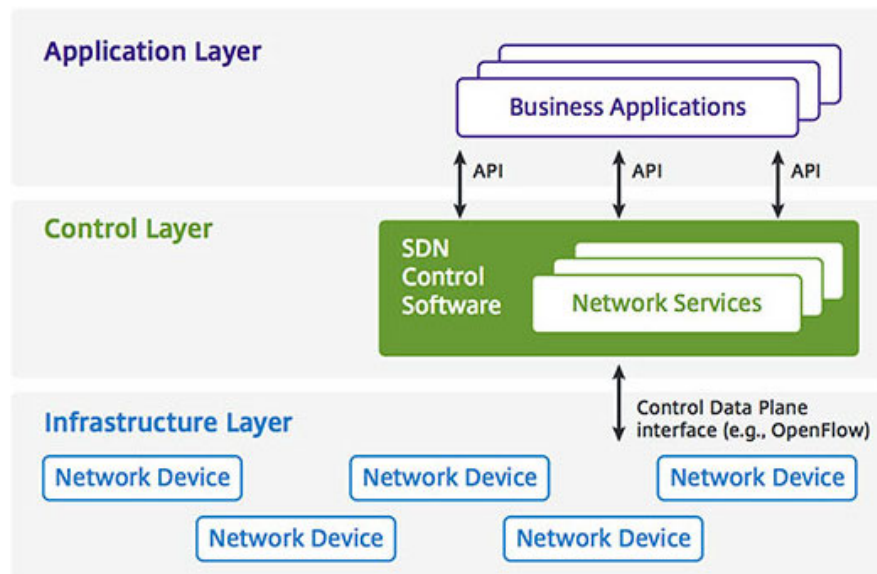 Application Layer
Business Applications
API
API
API
Control Layer
SDN
Control
Software
Network Services
Control Data Plane
interface (e.g., OpenFlow)
Infrastructure Layer
Network Device
Network Device
Network Device
Network Device
Network Device